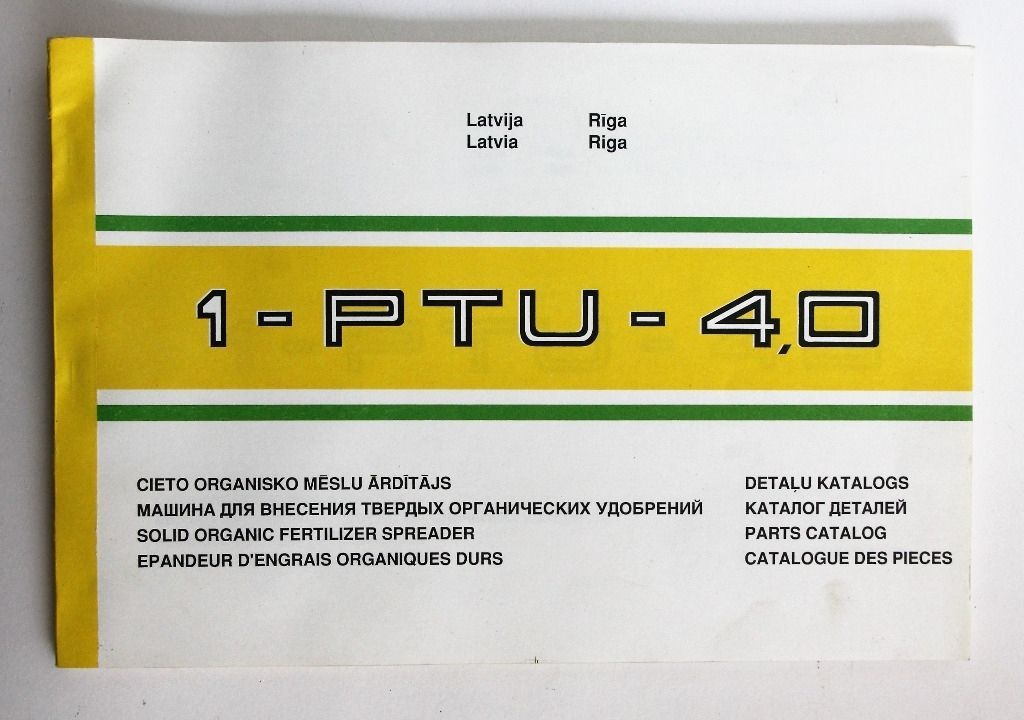 Latvija Rīga
Latvia Riga
1-PTU-4,0
CIETO ORGANISKO MĒSLU ĀRDĪTĀJS DETAĻU KATALOGS
МАШИНА ДЛЯ ВНЕСЕНИЯ ТВЕРДЫХ ОРГАНИЧЕСКИХ УДОБРЕНИЙ КАТАЛОГ ДЕТАЛЕЙ
SOLID ORGANIC FERTILIZER SPREADER PARTS CATALOG
EPANDEUR D'ENGRAIS ORGANIQUES DURS CATALOGUE DES PIECES